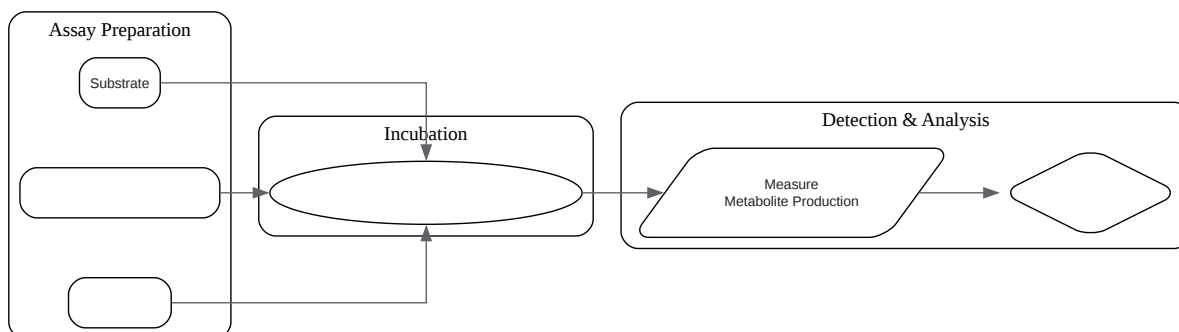 Assay Preparation
Substrate
Incubation
Detection & Analysis
Measure
Metabolite Production